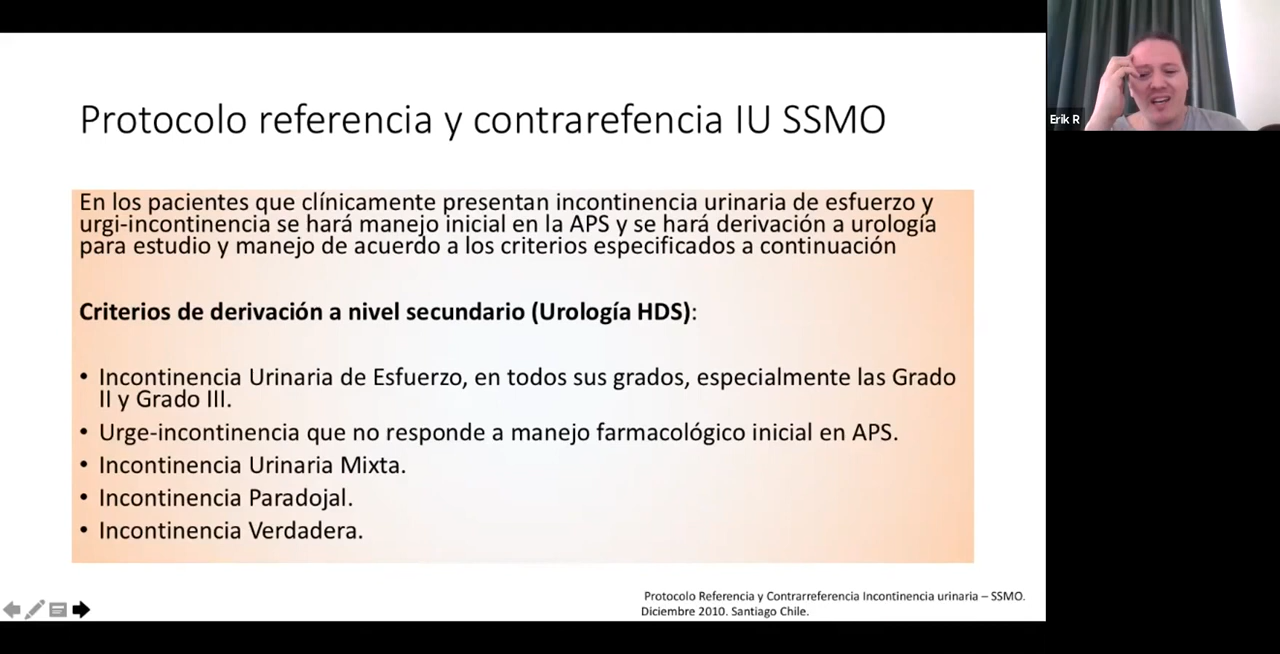 Protocolo referencia y contrarefencia IU SSMO
En los pacientes que clínicamente presentan incontinencia urinaria de esfuerzo y
urgi-incontinencia se hará manejo inicial en la APS y se hará derivación a urología
para estudio y manejo de acuerdo a los criterios especificados a continuación
Criterios de derivación a nivel secundario (Urología HDS):
• Incontinencia Urinaria de Esfuerzo, en todos sus grados, especialmente las Grado
II y Grado III.
• Urge-incontinencia que no responde a manejo farmacológico inicial en APS.
• Incontinencia Urinaria Mixta.
• Incontinencia Paradojal.
• Incontinencia Verdadera.
Protocolo Referencia y Contrarreferencia Incontinencia urinaria – SSMO.
Diciembre 2010. Santiago Chile.
Erik R